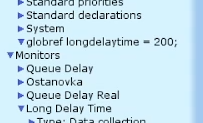 Standard priorities
Standard declarations
System
globref longdelaytime = 200;
Monitors
Queue Delay
Ostanovka
Queue Delay Real
Long Delay Time
Type: Data collection